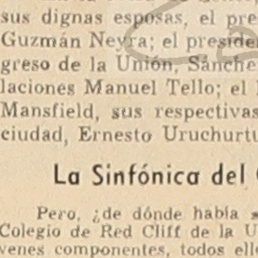 sus dignas esposas, el pre
Guzmán Neyra; el presiden
greso de la Unión, Sánche
laciones Manuel Tello; el
Mansfield, sus respectivas
ciudad, Ernesto Uruchurtu
La Sinfónica del
Pero, ¿de dónde había s
Colegio de Red Cliff de la U
venes componentes, todos ello